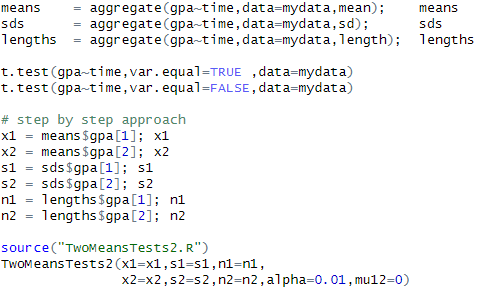 means    = aggregate(gpa~time,data=mydata,mean);    means
sds      = aggregate(gpa~time,data=mydata,sd);      sds
lengths  = aggregate(gpa~time,data=mydata,length);  lengths
t.test(gpa~time,var.equal=TRUE ,data=mydata)
t.test(gpa~time,var.equal=FALSE,data=mydata)
# step by step approach
x1 = means$gpa[1]; x1
x2 = means$gpa[2]; x2
s1 = sds$gpa[1]; s1
s2 = sds$gpa[2]; s2
n1 = lengths$gpa[1]; n1
n2 = lengths$gpa[2]; n2
source("TwoMeansTests2.R")
TwoMeansTests2(x1=x1,s1=s1,n1=n1,
               x2=x2,s2=s2,n2=n2,alpha=0.01,mu12=0)